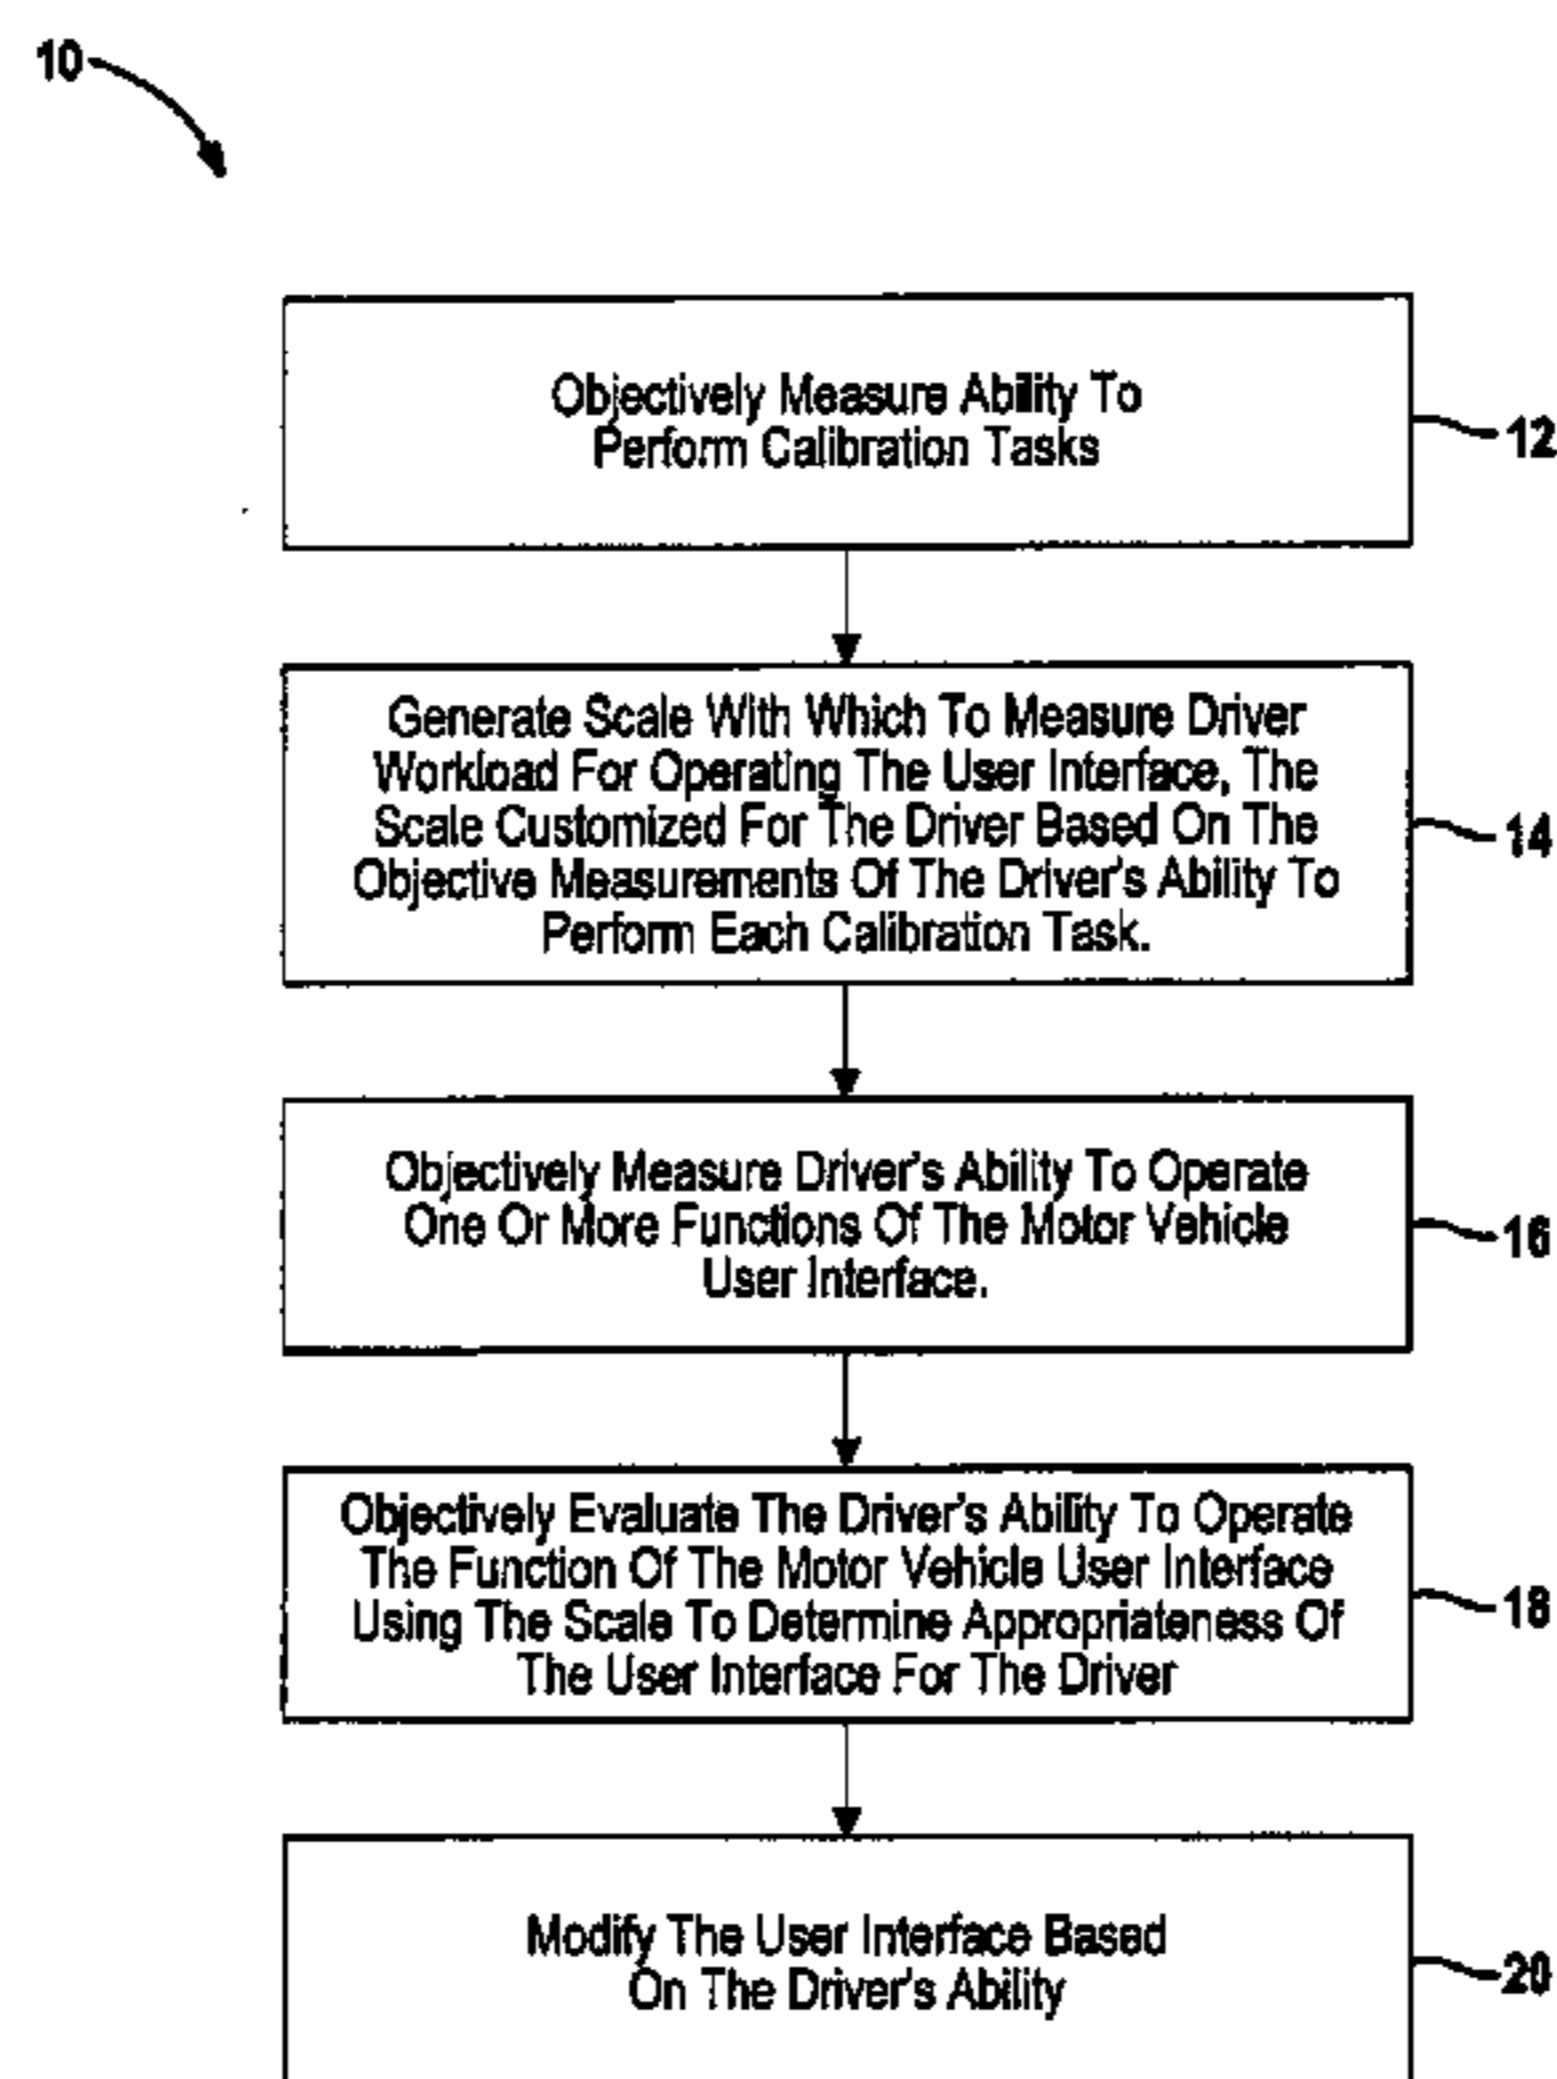 10
Objectively Measure Ability To
Perform Calibration Tasks
12
Generate Scale With Which To Measure Driver
Workload For Operating The User Interface, The
Scale Customized For The Driver Based On The
Objective Measurements Of The Driver's Ability To
Perform Each Calibration Task.
14
Objectively Measure Driver's Ability To Operate
One Or More Functions Of The Motor Vehicle
User Interface.
16
Objectively Evaluate The Driver's Ability To Operate
The Function Of The Motor Vehicle User Interface
Using The Scale To Determine Appropriateness Of
The User Interface For The Driver
18
Modify The User Interface Based
On The Driver's Ability
20